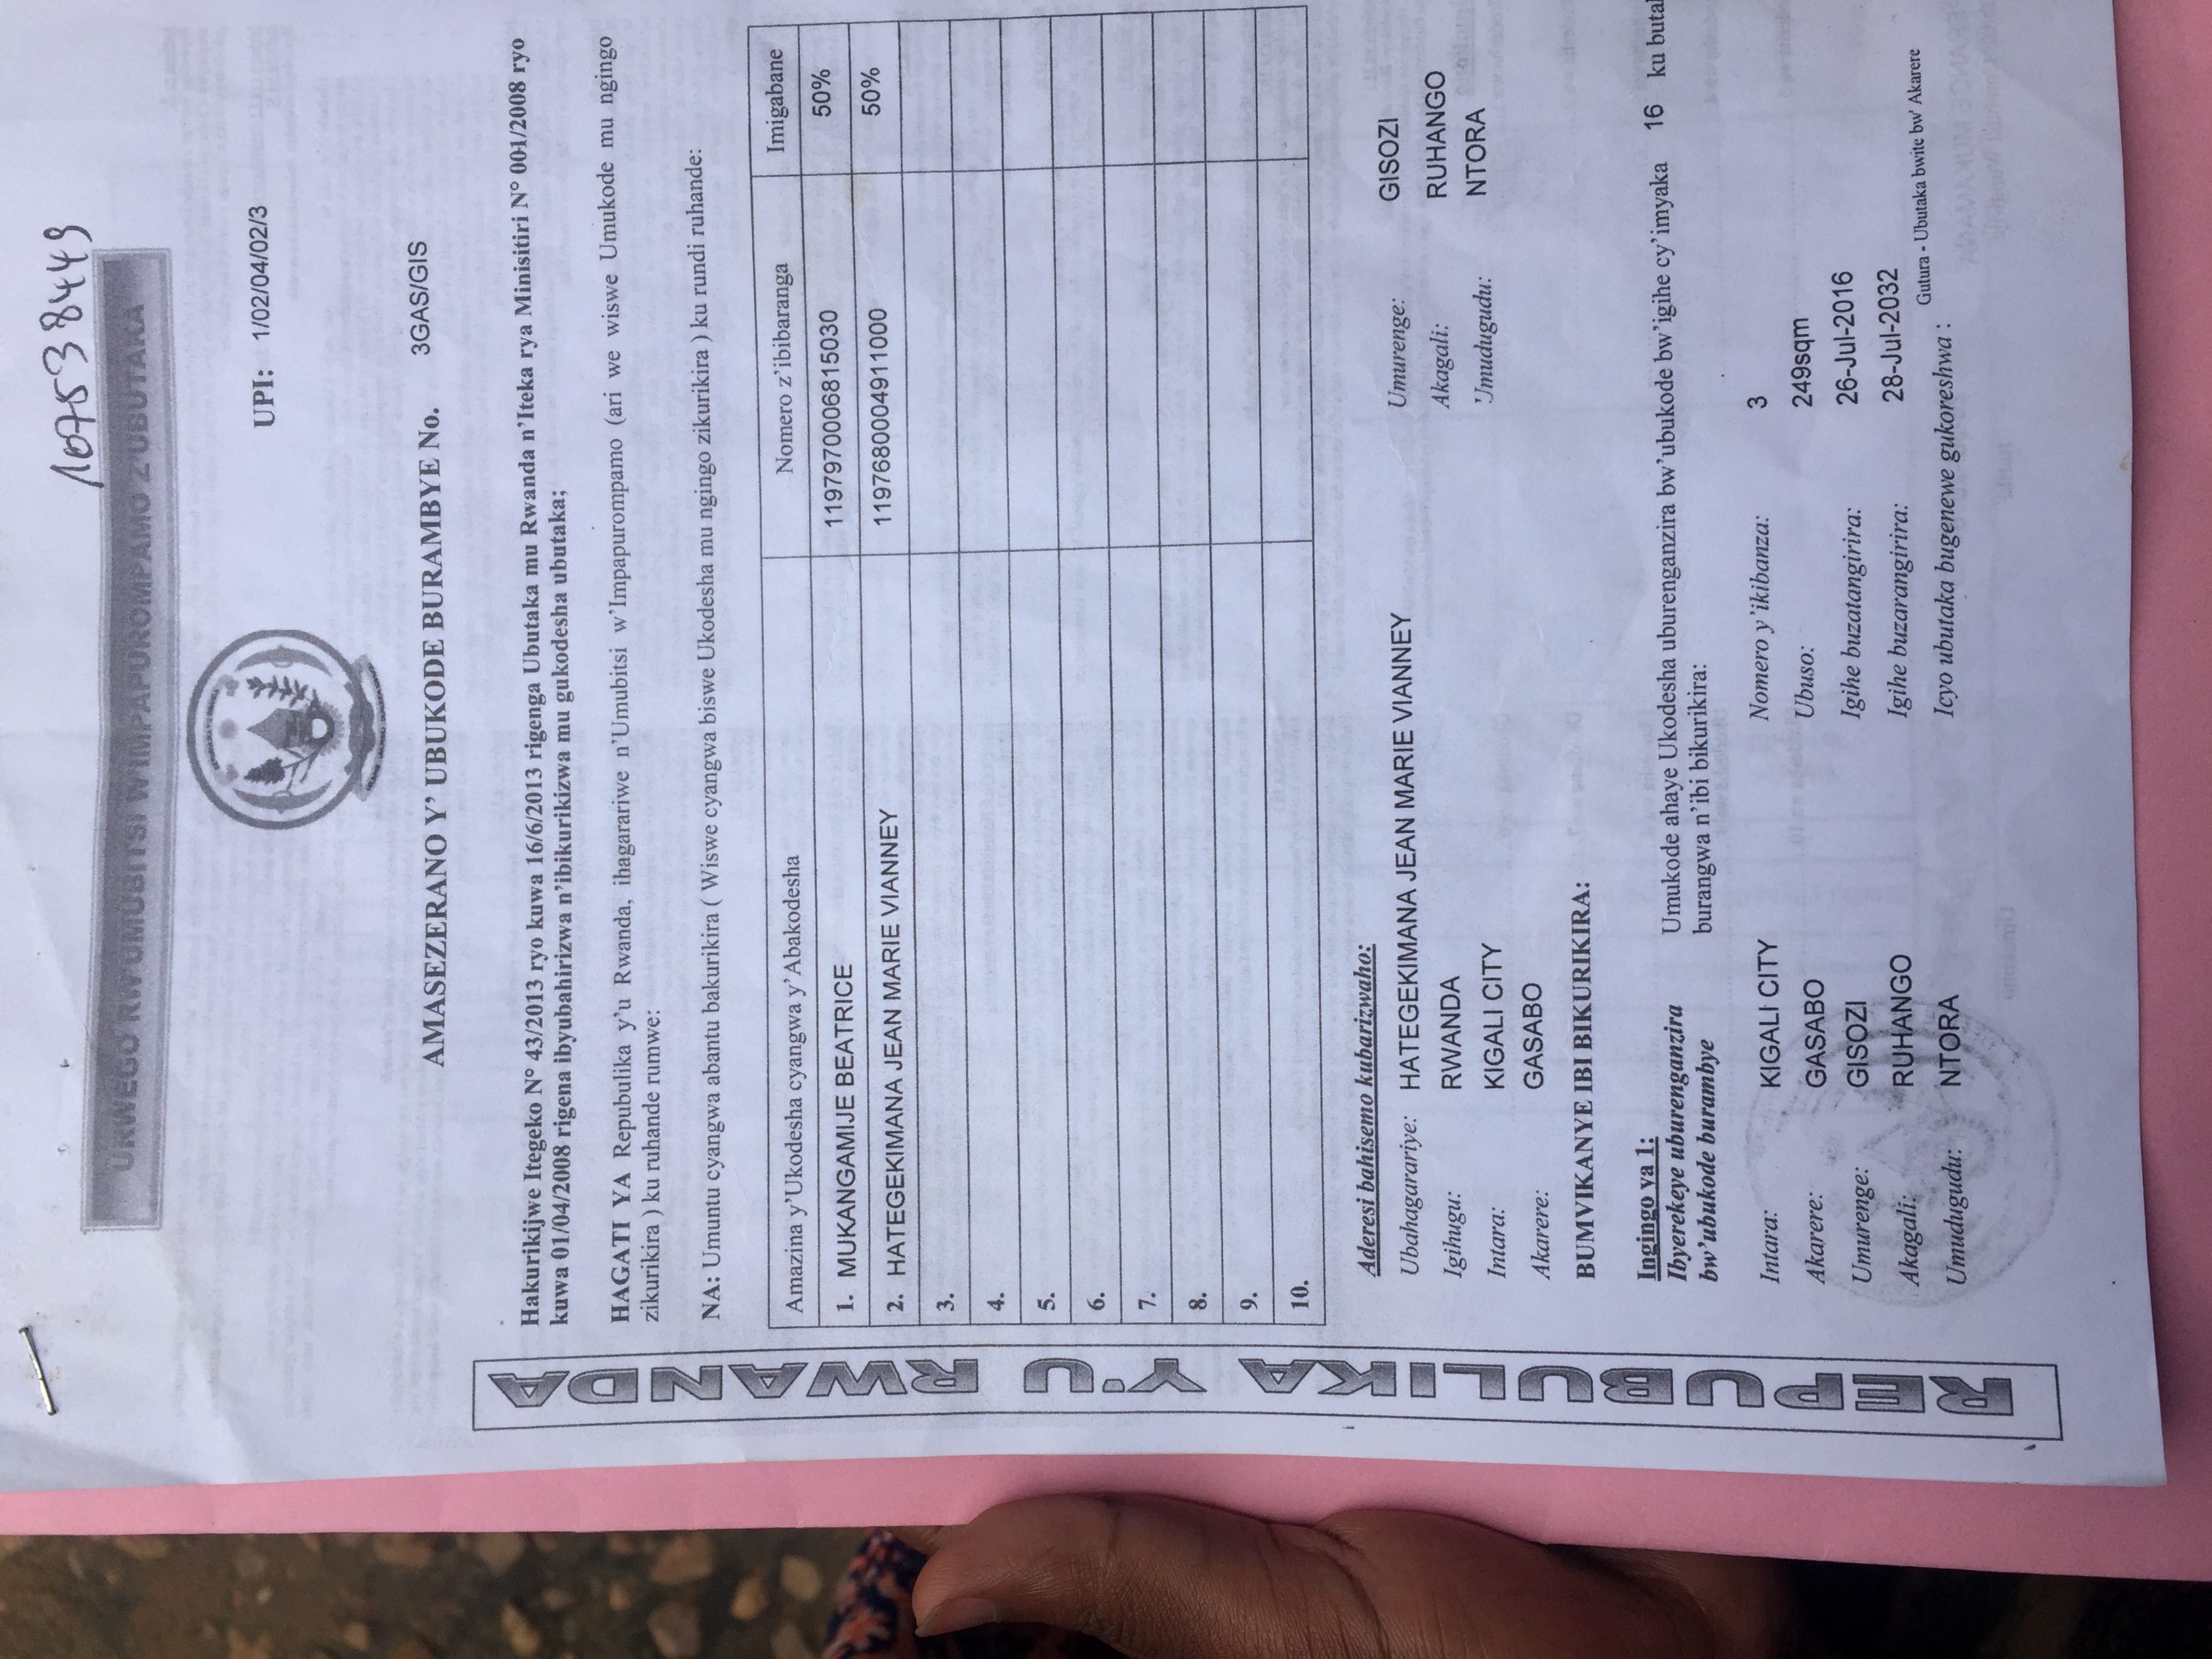 107538449
URWEGO RW'UMUBITSI W'IMPAPUROMPAMO Z'UBUTAKA
UPI: 1/02/04/02/3
AMASEZERANO Y' UBUKODE BURAMBYE No. 3GAS/GIS
REPUBULIKA Y'U RWANDA
Hakurikijwe Itegeko N° 43/2013 ryo kuwa 16/6/2013 rigenga Ubutaka mu Rwanda n'Iteka rya Minisitiri N° 001/2008 ryo
kuwa 01/04/2008 rigena ibyubahirizwa n'ibikurikizwa mu gukodesha ubutaka;
HAGATI YA Repubulika y'u Rwanda, ihagarariwe n'Umubitsi w'Impapurompamo (ari we wiswe Umukode mu ngingo
zikurikira ) ku ruhande rumwe:
NA: Umuntu cyangwa abantu bakurikira ( Wiswe cyangwa biswe Ukodesha mu ngingo zikurikira ) ku rundi ruhande:
Amazina y'Ukodesha cyangwa y'Abakodesha Nomero z'ibibaranga Imigabane
1. MUKANGAMIJE BEATRICE 1197970006815030 50%
2. HATEGEKIMANA JEAN MARIE VIANNEY 1197680004911000 50%
3.
4.
5.
6.
7.
8.
9.
10.
Aderesi bahisemo kubarizwaho:
Ubahagarariye: HATEGEKIMANA JEAN MARIE VIANNEY Umurenge: GISOZI
Igihugu: RWANDA Akagali: RUHANGO
Intara: KIGALI CITY Umudugudu: NTORA
Akarere: GASABO
BUMVIKANYE IBI BIKURIKIRA:
Ingingo ya 1:
Ibyerekeye uburenganzira Umukode ahaye Ukodesha uburenganzira bw'ubukode bw'igihe cy'imyaka 16 ku
bw'ubukode burambye burangwa n'ibi bikurikira:
Intara: KIGALI CITY Nomero y'ikibanza: 3
Akarere: GASABO Ubuso: 249sqm
Umurenge: GISOZI Igihe buzatangirira: 26-Jul-2016
Akagali: RUHANGO Igihe buzarangirira: 28-Jul-2032
Umudugudu: NTORA Icyo ubutaka bugenewe gukoreshwa : Gutura - Ubutaka bwite bw' Akarere